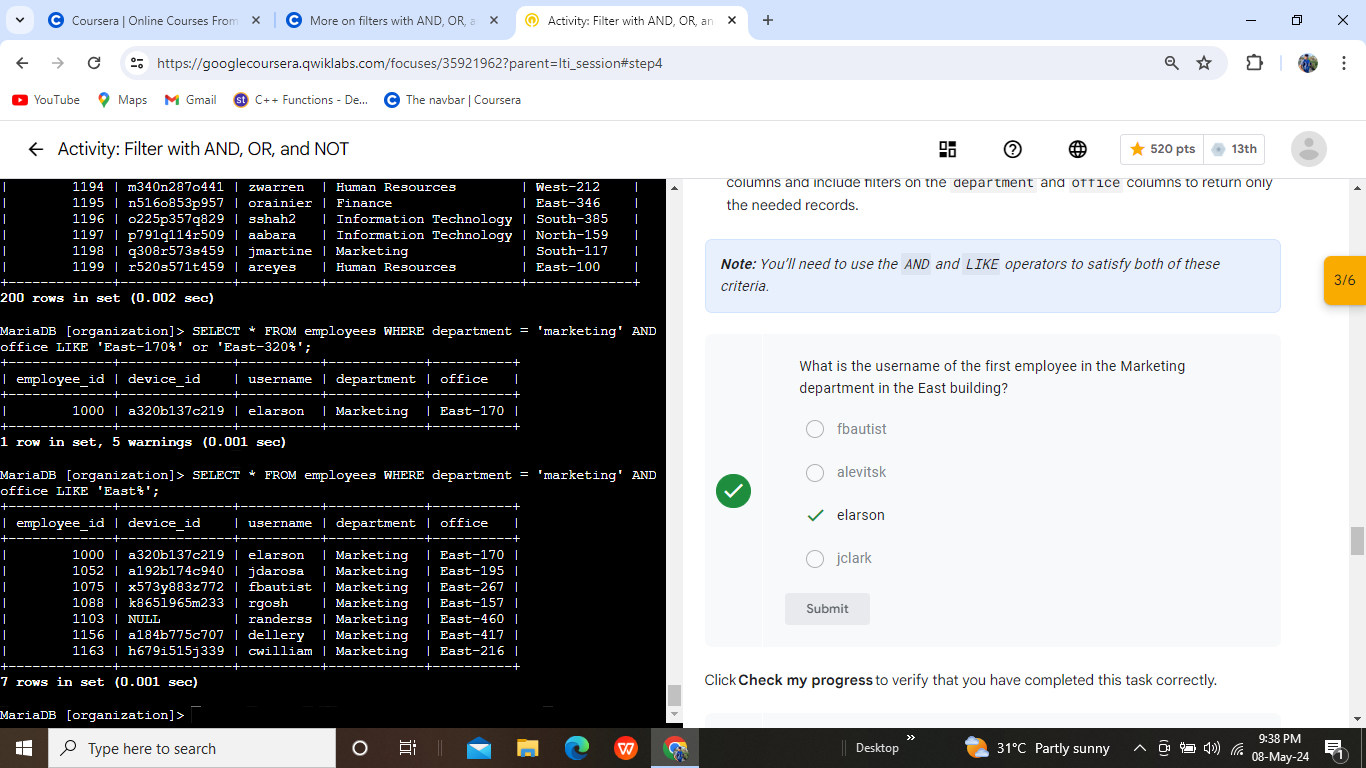 Coursera | Online Courses From
More on filters with AND, OR, a
Activity: Filter with AND, OR, an
https://googlecoursera.qwiklabs.com/focuses/35921962?parent=lti_session#step4
YouTube
Maps
Gmail
st
C++ Functions - De...
The navbar | Coursera
Activity: Filter with AND, OR, and NOT
520 pts
13th
| 1194 | m340n287o441 | zwarren | Human Resources | West-212 |
| 1195 | n516o853p957 | orainier | Finance | East-346 |
| 1196 | o225p357q829 | sshah2 | Information Technology | South-385 |
| 1197 | p791q114r509 | aabara | Information Technology | North-159 |
| 1198 | q308r573s459 | jmartine | Marketing | South-117 |
| 1199 | r520s571t459 | areyes | Human Resources | East-100 |
200 rows in set (0.002 sec)
MariaDB [organization]> SELECT * FROM employees WHERE department = 'marketing' AND
office LIKE 'East-170%' or 'East-320%';
| employee_id | device_id | username | department | office |
| 1000 | a320b137c219 | elarson | Marketing | East-170 |
1 row in set, 5 warnings (0.001 sec)
MariaDB [organization]> SELECT * FROM employees WHERE department = 'marketing' AND
office LIKE 'East%';
| employee_id | device_id | username | department | office |
| 1000 | a320b137c219 | elarson | Marketing | East-170 |
| 1052 | a192b174c940 | jdarosa | Marketing | East-195 |
| 1075 | x573y883z772 | fbautist | Marketing | East-267 |
| 1088 | k865l965m233 | rgosh | Marketing | East-157 |
| 1103 | NULL | randerss | Marketing | East-460 |
| 1156 | a184b775c707 | dellery | Marketing | East-417 |
| 1163 | h679i515j339 | cwilliam | Marketing | East-216 |
7 rows in set (0.001 sec)
MariaDB [organization]>
columns and include filters on the department and office columns to return only
the needed records.
Note: You'll need to use the AND and LIKE operators to satisfy both of these
criteria.
3/6
What is the username of the first employee in the Marketing
department in the East building?
fbautist
alevitsk
elarson
jclark
Submit
Click Check my progress to verify that you have completed this task correctly.
Type here to search
Desktop
31°C Partly sunny
9:38 PM
08-May-24
1